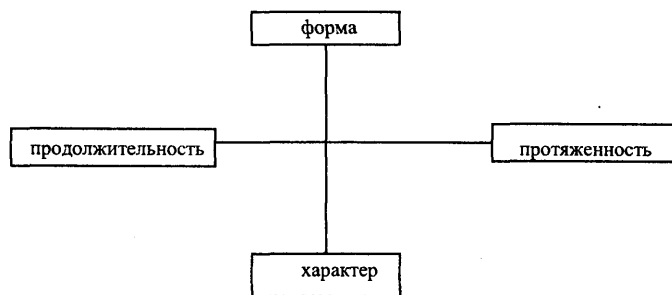 форма
продолжительность
протяженность
характер